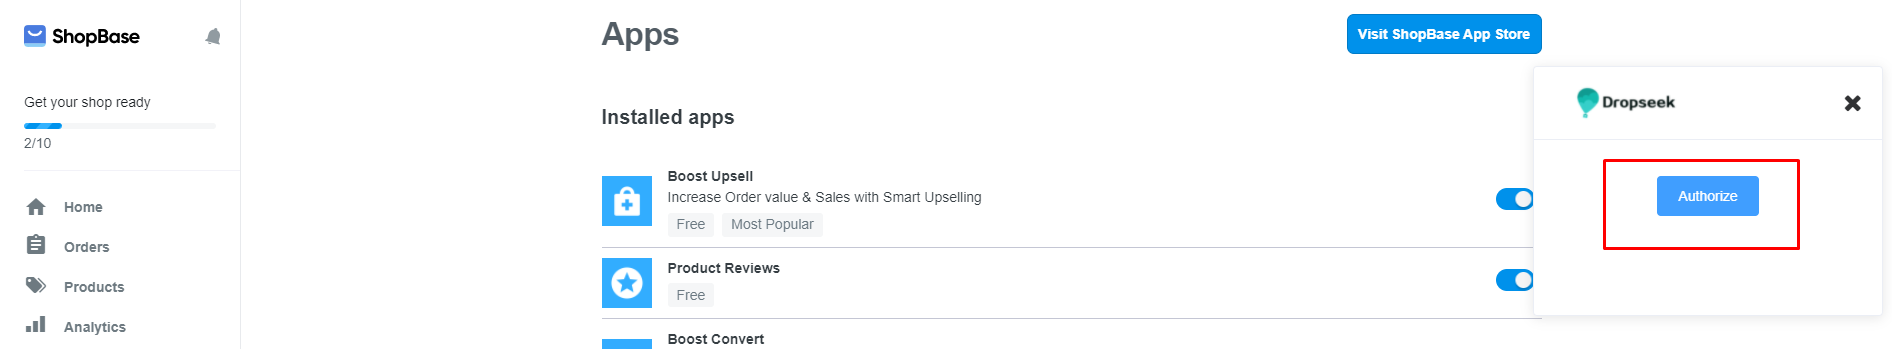 ShopBase
Get your shop ready
2/10
Home
Orders
Products
Analytics
Apps
Visit ShopBase App Store
Installed apps
Boost Upsell
Increase Order value & Sales with Smart Upselling
Free Most Popular
Product Reviews
Free
Boost Convert
Dropseek
Authorize